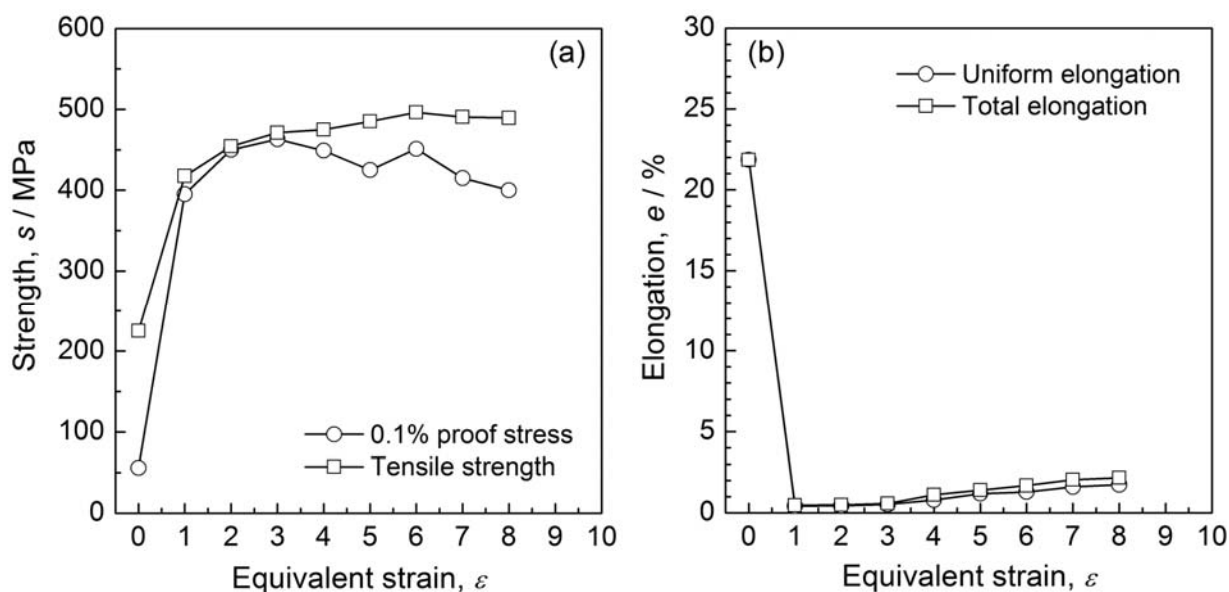 (a)
600
500
400
300
200
100
0
Strength, s / MPa
0.1% proof stress
Tensile strength
0 1 2 3 4 5 6 7 8 9 10
Equivalent strain, ε
(b)
30
25
20
15
10
5
0
Elongation, e / %
Uniform elongation
Total elongation
0 1 2 3 4 5 6 7 8 9 10
Equivalent strain, ε